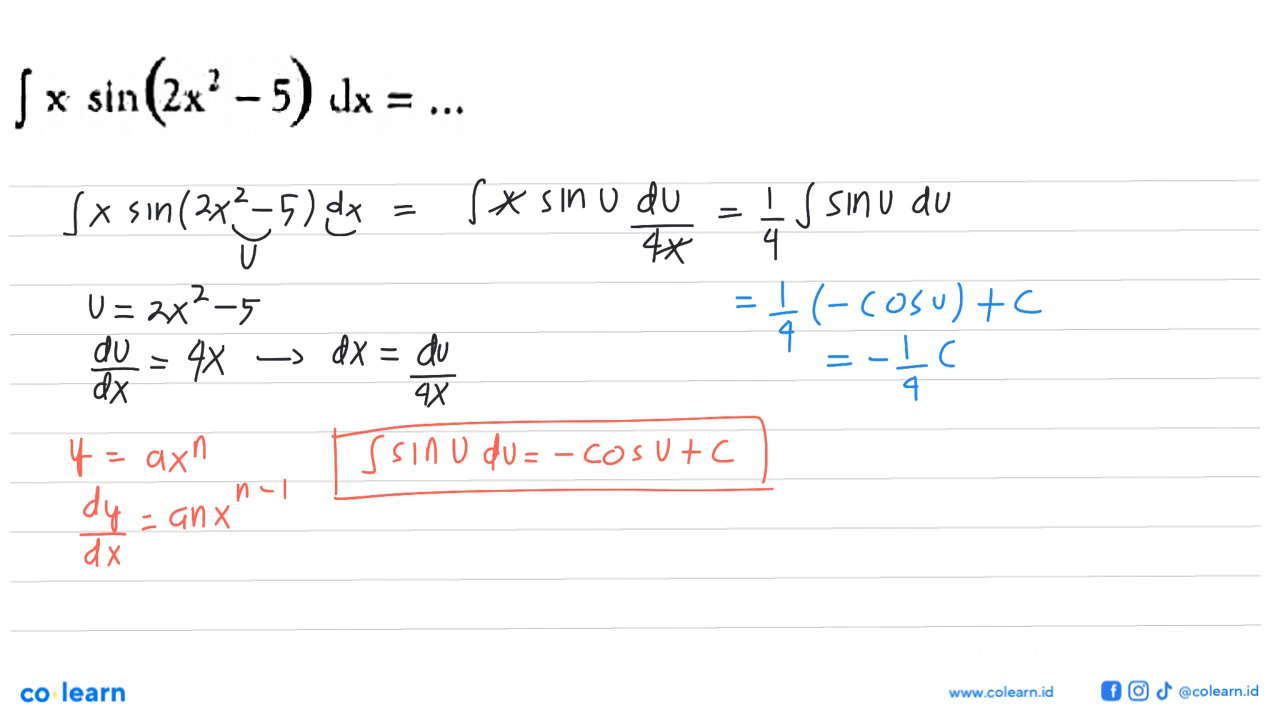 ∫ x sin(2x² − 5) dx = ...
∫ x sin(2x² − 5) dx = ∫ x sin U du/4x = 1/4 ∫ sin U du
U
U = 2x² − 5
= 1/4 (− cos u) + C
du/dx = 4x → dx = du/4x
= − 1/4 C
y = axⁿ
∫ sin U du = − cos U + C
dy/dx = anxⁿ⁻¹
co learn
www.colearn.id
@colearn.id